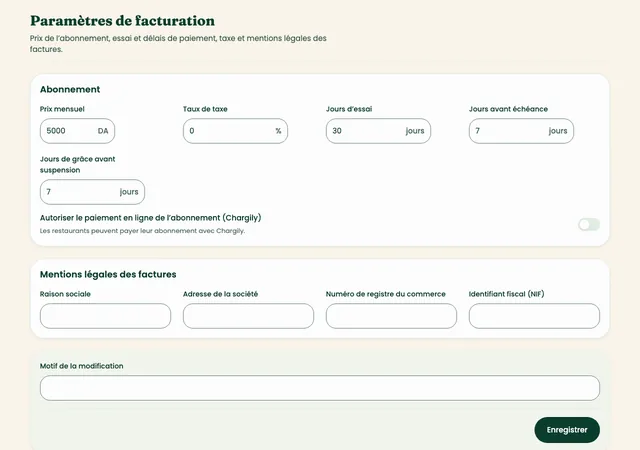 Paramètres de facturation
Prix de l'abonnement, essai et délais de paiement, taxe et mentions légales des
factures.
Abonnement
Prix mensuel
Taux de taxe
Jours d'essai
Jours avant échéance
5000 DA
0 %
30 jours
7 jours
Jours de grâce avant
suspension
7 jours
Autoriser le paiement en ligne de l'abonnement (Chargily)
Les restaurants peuvent payer leur abonnement avec Chargily.
Mentions légales des factures
Raison sociale
Adresse de la société
Numéro de registre du commerce
Identifiant fiscal (NIF)
Motif de la modification
Enregistrer